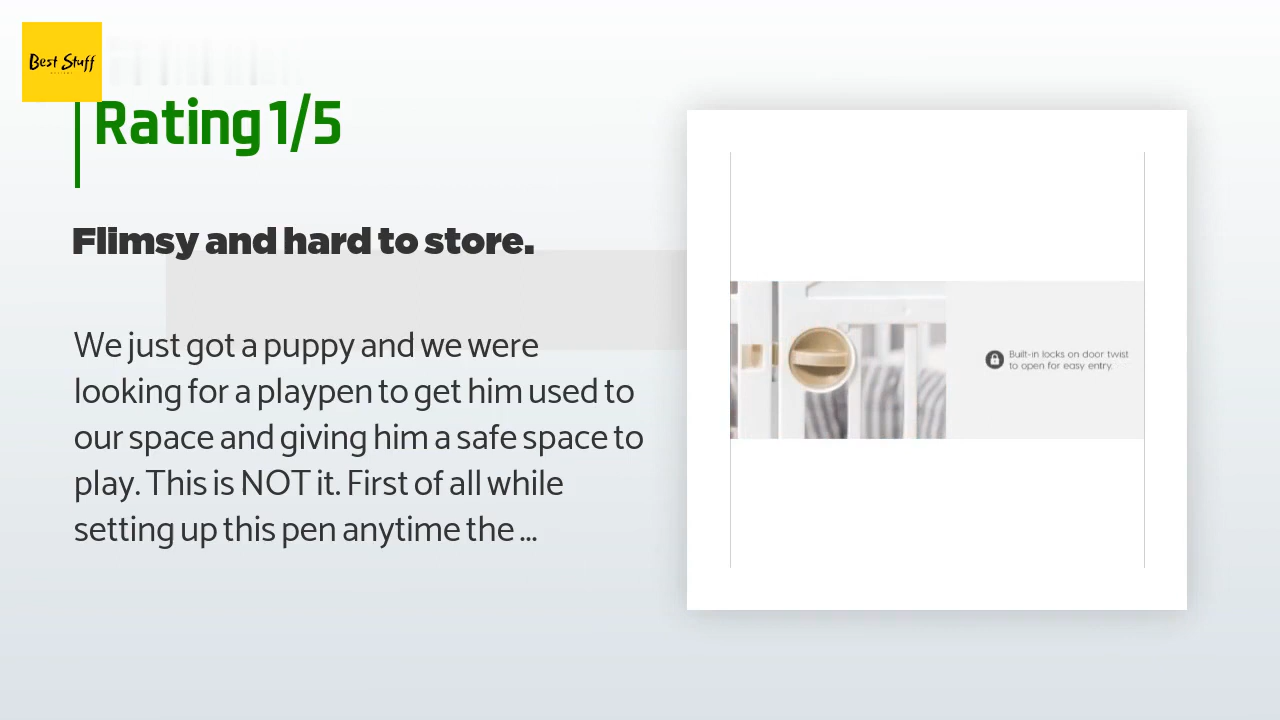 Best Stuff
Rating 1/5
Flimsy and hard to store.
We just got a puppy and we were
looking for a playpen to get him used to
our space and giving him a safe space to
play. This is NOT it. First of all while
setting up this pen anytime the ...
Built-in locks on door twist
to open for easy entry.